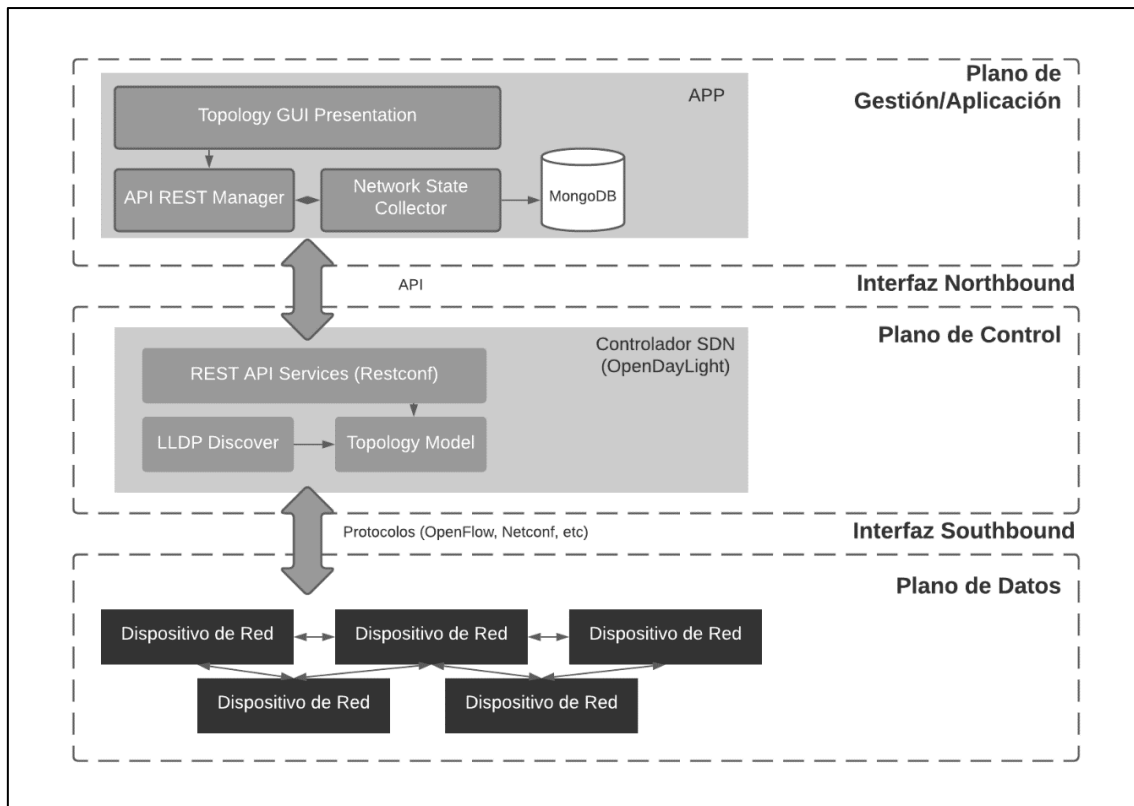 Plano de
Gestión/Aplicación
APP
Topology GUI Presentation
API REST Manager
Network State
Collector
MongoDB
API
Interfaz Northbound
Plano de Control
Controlador SDN
(OpenDayLight)
REST API Services (Restconf)
LLDP Discover
Topology Model
Protocolos (OpenFlow, Netconf, etc)
Interfaz Southbound
Plano de Datos
Dispositivo de Red
Dispositivo de Red
Dispositivo de Red
Dispositivo de Red
Dispositivo de Red